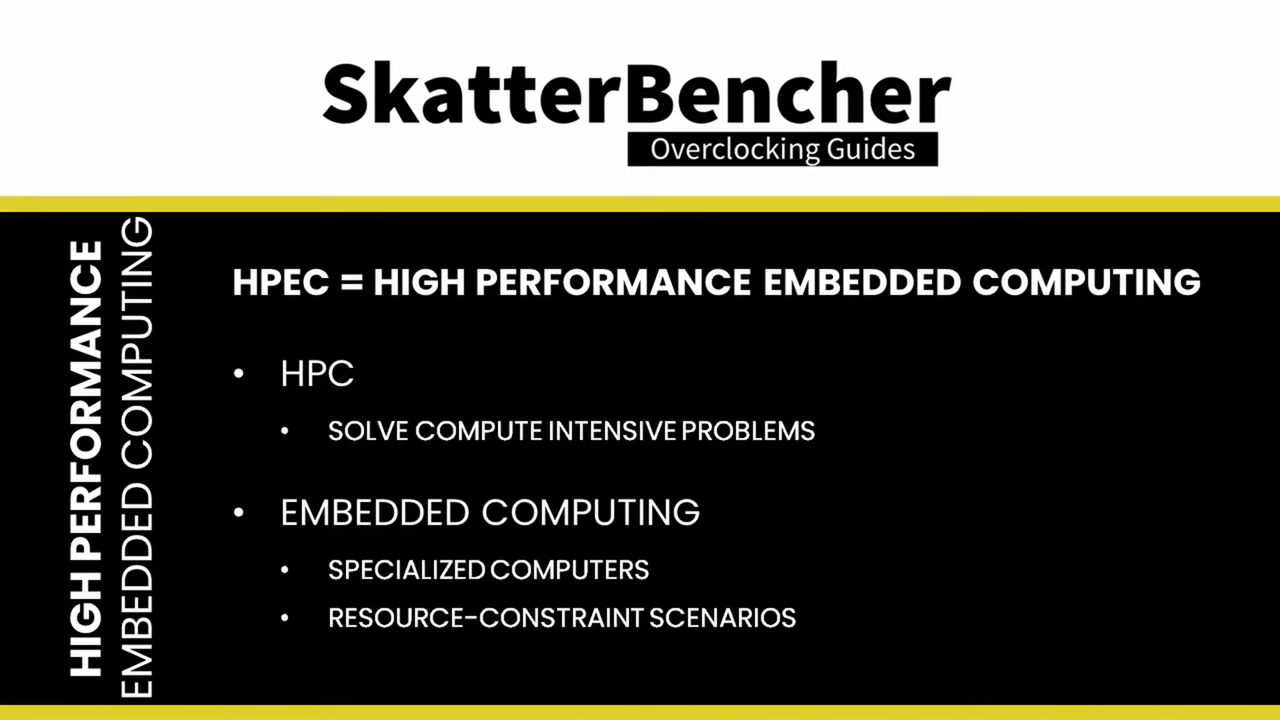 SkatterBencher
Overclocking Guides
HIGH PERFORMANCE
EMBEDDED COMPUTING
HPEC = HIGH PERFORMANCE EMBEDDED COMPUTING
• HPC
• SOLVE COMPUTE INTENSIVE PROBLEMS
• EMBEDDED COMPUTING
• SPECIALIZED COMPUTERS
• RESOURCE-CONSTRAINT SCENARIOS